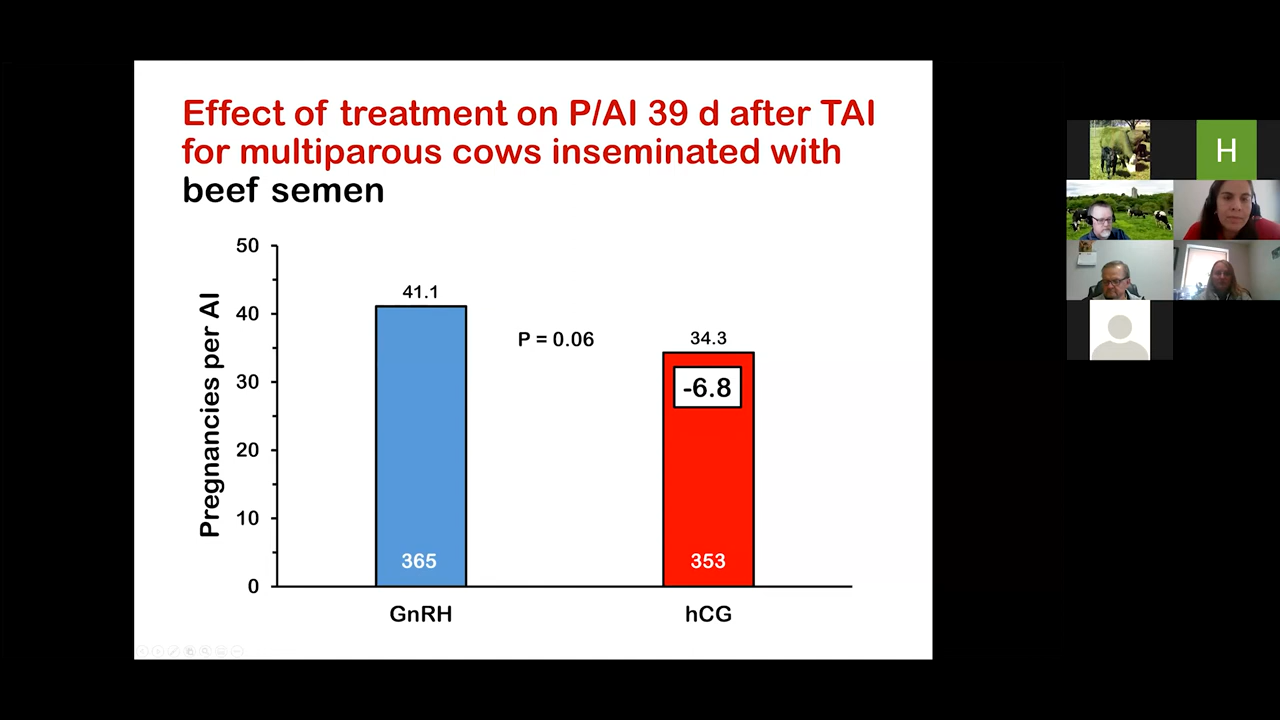 Effect of treatment on P/AI 39 d after TAI
for multiparous cows inseminated with
beef semen
Pregnancies per AI
50
40
30
20
10
0
41.1
P = 0.06
34.3
-6.8
365
353
GnRH
hCG
H